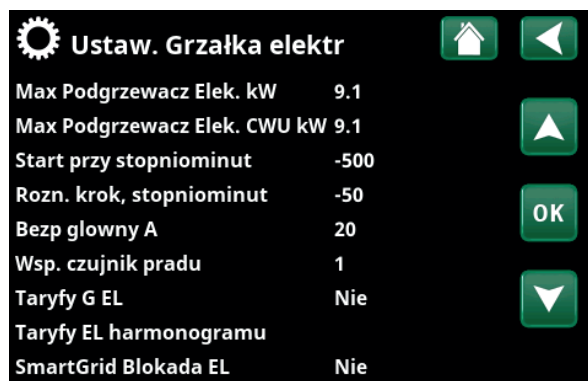 Ustaw. Grzałka elektr
Max Podgrzewacz Elek. kW 9.1
Max Podgrzewacz Elek. CWU kW 9.1
Start przy stopniominut -500
Rozn. krok, stopniominut -50
Bezp glowny A 20
Wsp. czujnik pradu 1
Taryfy G EL Nie
Taryfy EL harmonogramu
SmartGrid Blokada EL Nie
OK